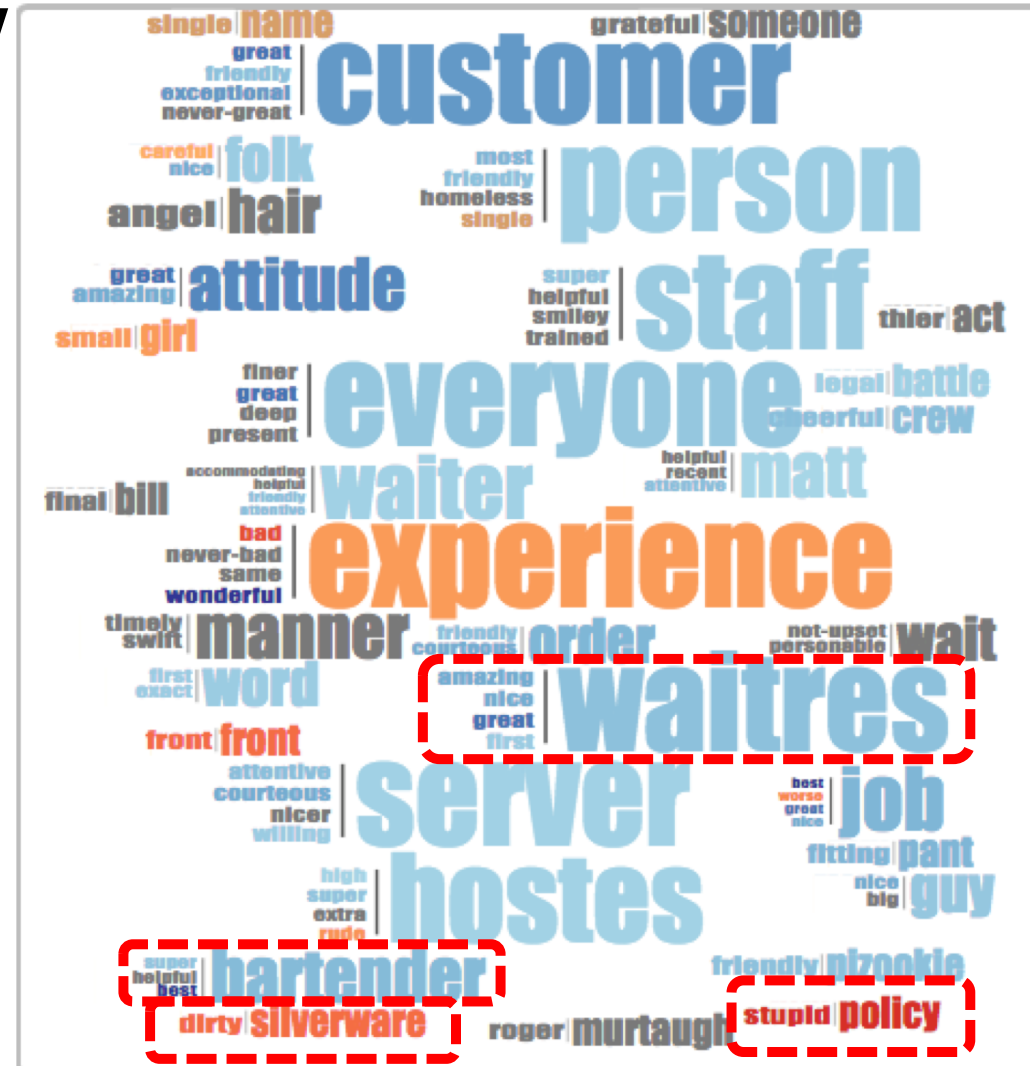 single name
grateful someone
great
friendly
exceptional
never-great
customer
careful
nice
folk
most
friendly
homeless
single
person
angel hair
great
amazing
attitude
super
helpful
smiley
trained
staff
thier act
small girl
finer
great
deep
present
everyone
legal battle
cheerful crew
accommodating
helpful
friendly
attentive
waiter
helpful
recent
attentive
matt
final bill
bad
never-bad
same
wonderful
experience
timely
swift
manner
friendly
courteous
order
not-upset
personable
wait
first
exact
word
amazing
nice
great
first
waitres
front front
attentive
courteous
nicer
willing
server
best
worse
great
nice
job
fitting pant
high
super
extra
rude
hostes
nice
big
guy
super
helpful
best
bartender
friendly pizookie
dirty silverware
roger murtaugh
stupid policy